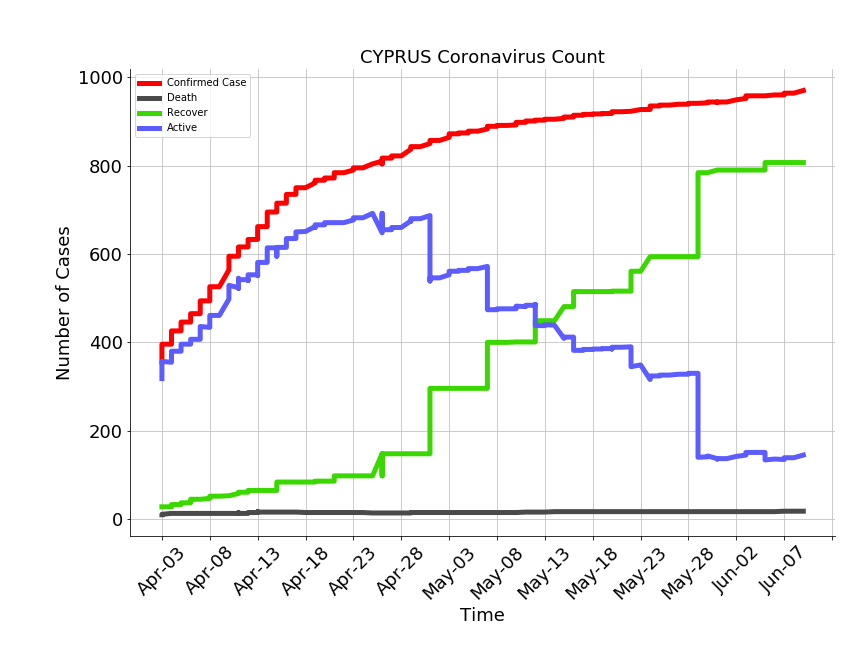 CYPRUS Coronavirus Count
Confirmed Case
Death
Recover
Active
Number of Cases
1000
800
600
400
200
0
Apr-03
Apr-08
Apr-13
Apr-18
Apr-23
Apr-28
May-03
May-08
May-13
May-18
May-23
May-28
Jun-02
Jun-07
Time